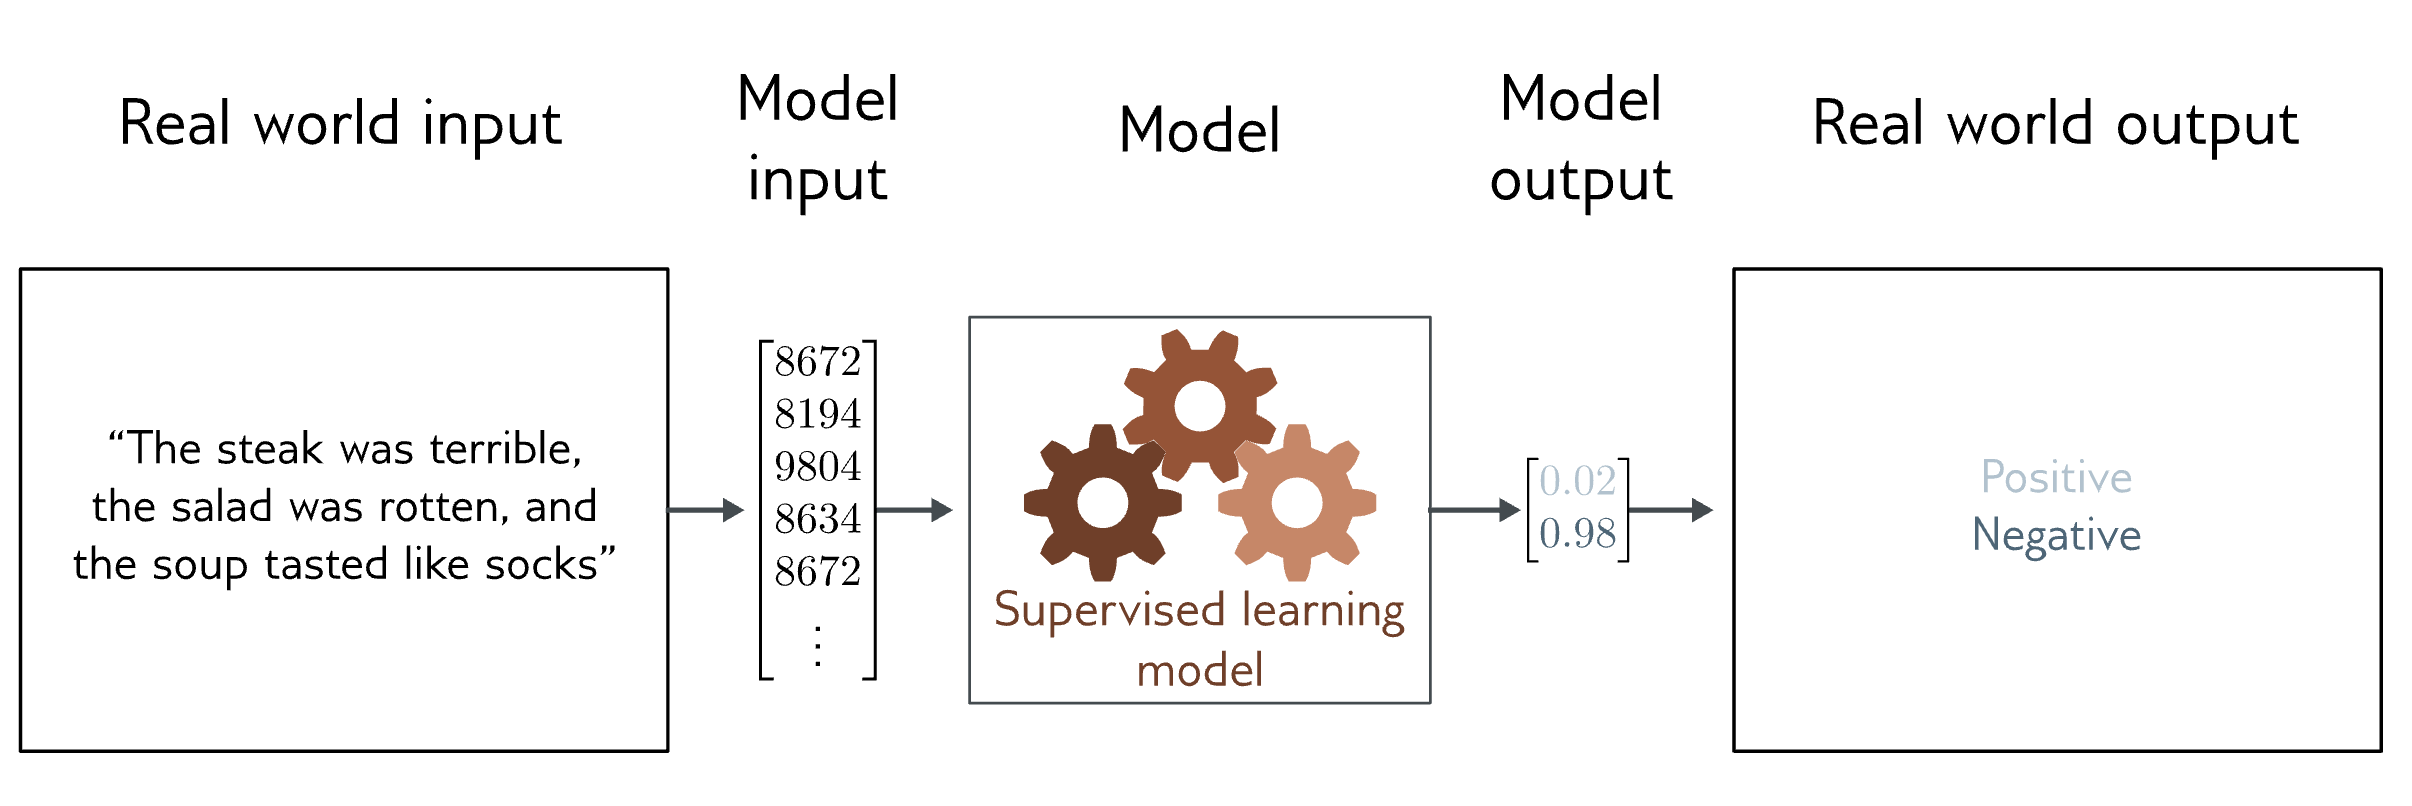 Real world input
Model
input
Model
Model
output
Real world output
“The steak was terrible,
the salad was rotten, and
the soup tasted like socks”
8672
8194
9804
8634
8672
⋮
Supervised learning
model
0.02
0.98
Positive
Negative